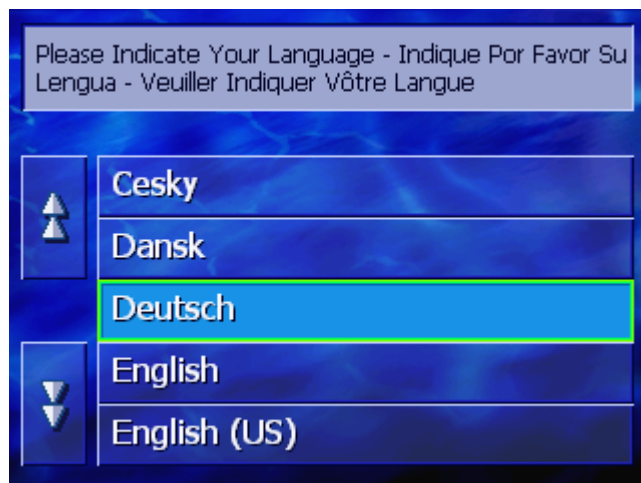 Please Indicate Your Language - Indique Por Favor Su
Lengua - Veuiller Indiquer Vôtre Langue
Cesky
Dansk
Deutsch
English
English (US)